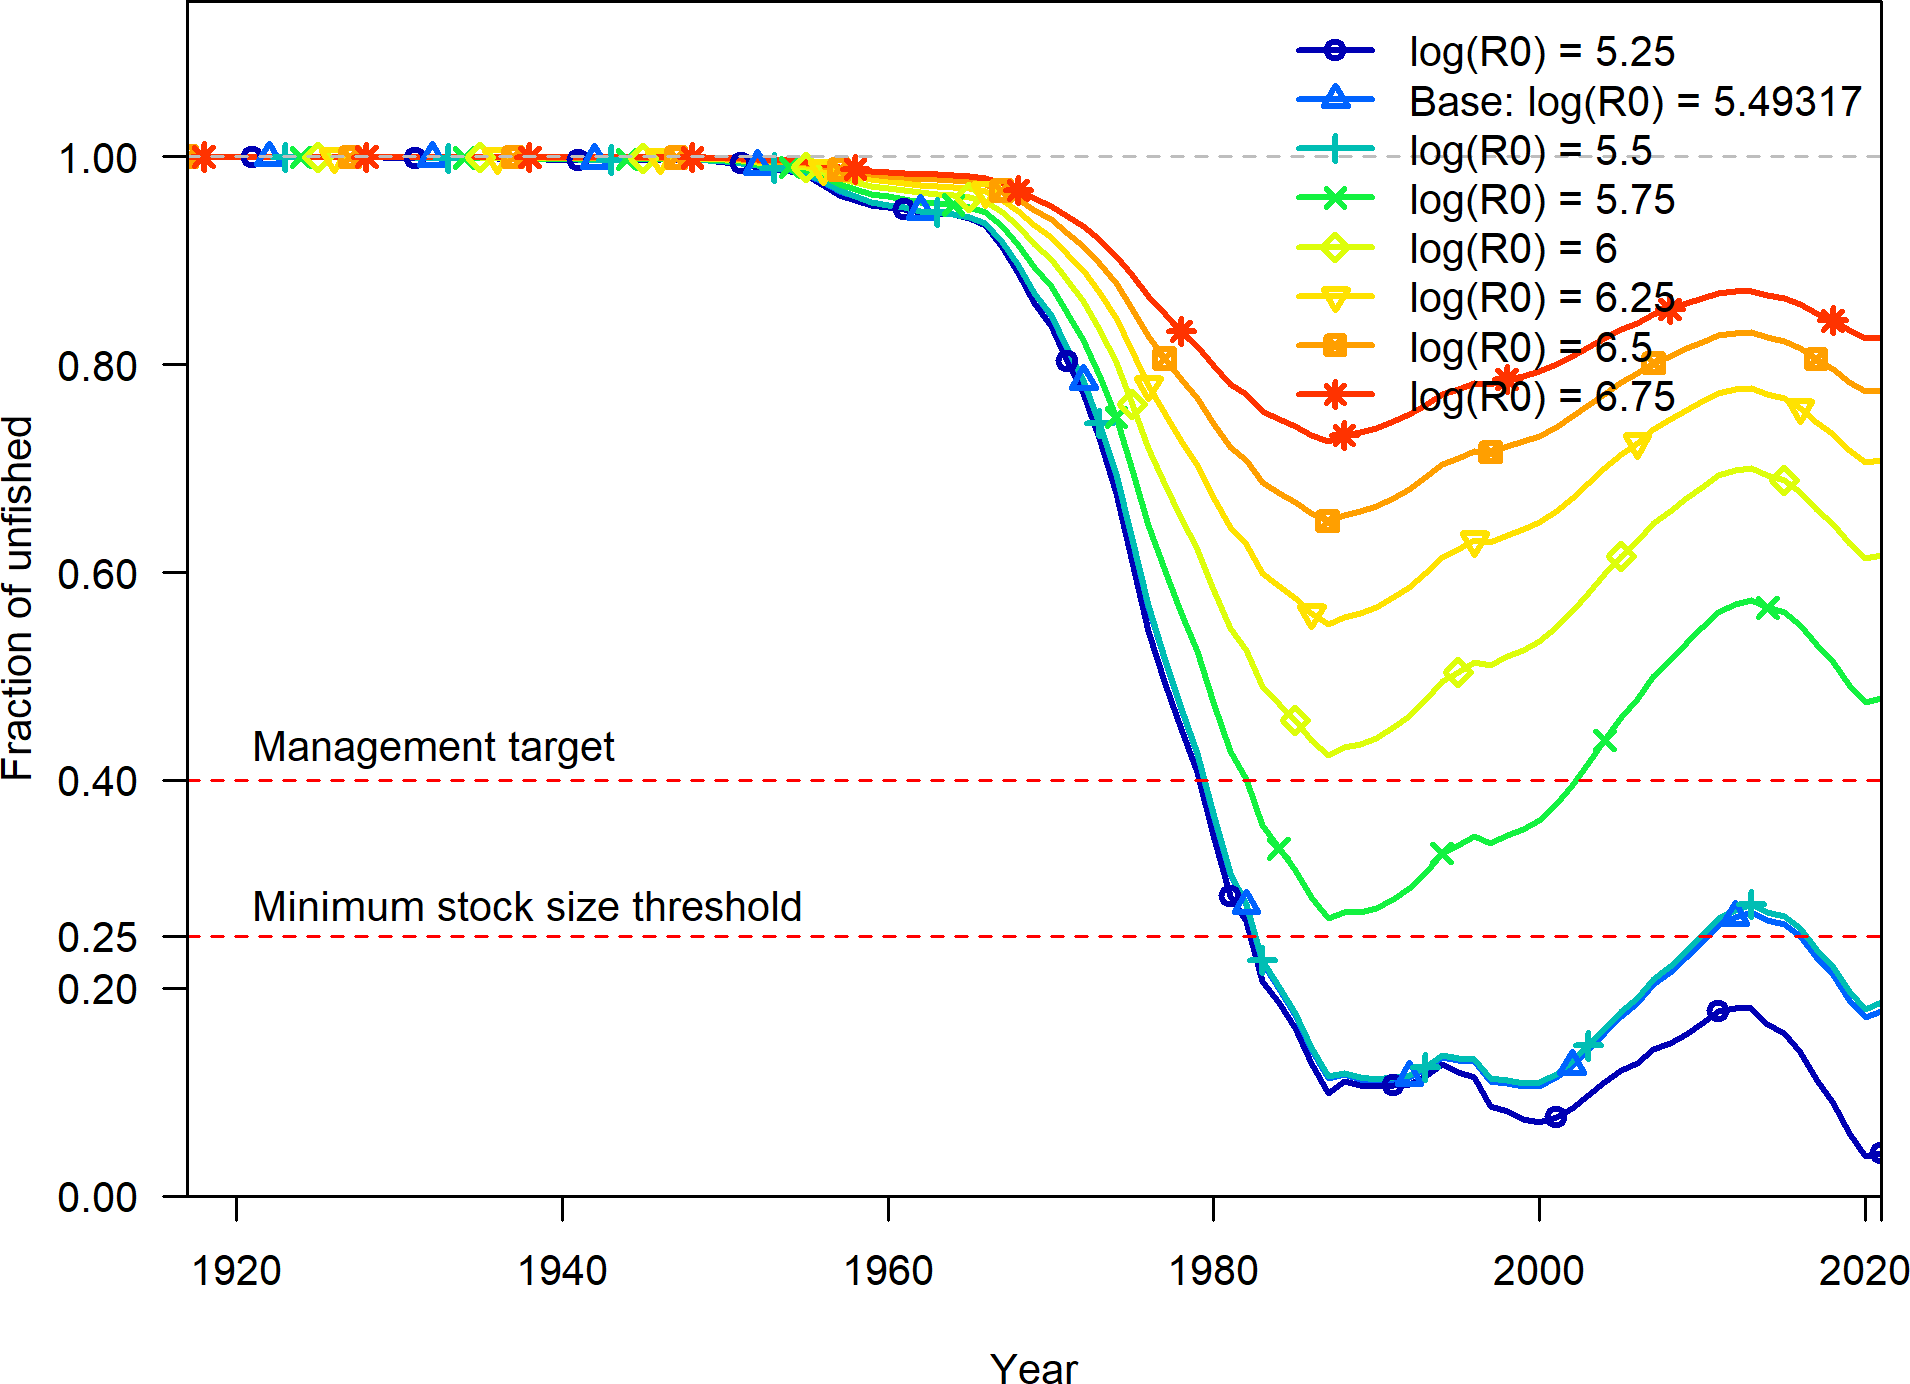 log(R0) = 5.25
Base: log(R0) = 5.49317
log(R0) = 5.5
log(R0) = 5.75
log(R0) = 6
log(R0) = 6.25
log(R0) = 6.5
log(R0) = 6.75
Fraction of unfished
1.00
0.80
0.60
0.40
0.25
0.20
0.00
Management target
Minimum stock size threshold
1920
1940
1960
1980
2000
2020
Year